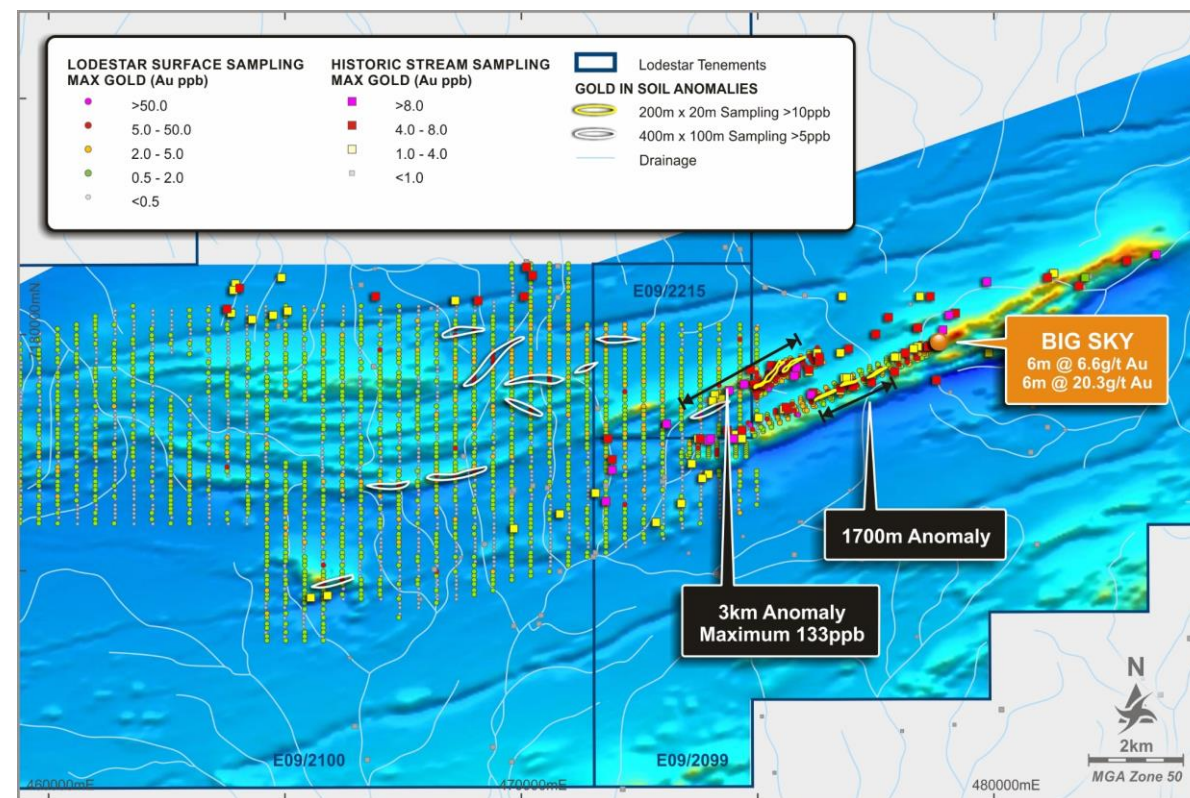 LODESTAR SURFACE SAMPLING
MAX GOLD (Au ppb)
>50.0
5.0 - 50.0
2.0 - 5.0
0.5 - 2.0
<0.5
HISTORIC STREAM SAMPLING
MAX GOLD (Au ppb)
>8.0
4.0 - 8.0
1.0 - 4.0
<1.0
Lodestar Tenements
GOLD IN SOIL ANOMALIES
200m x 20m Sampling >10ppb
400m x 100m Sampling >5ppb
Drainage
E09/2215
BIG SKY
6m @ 6.6g/t Au
6m @ 20.3g/t Au
1700m Anomaly
3km Anomaly
Maximum 133ppb
N
2km
MGA Zone 50
E09/2100
E09/2099
460000mE
470000mE
480000mE